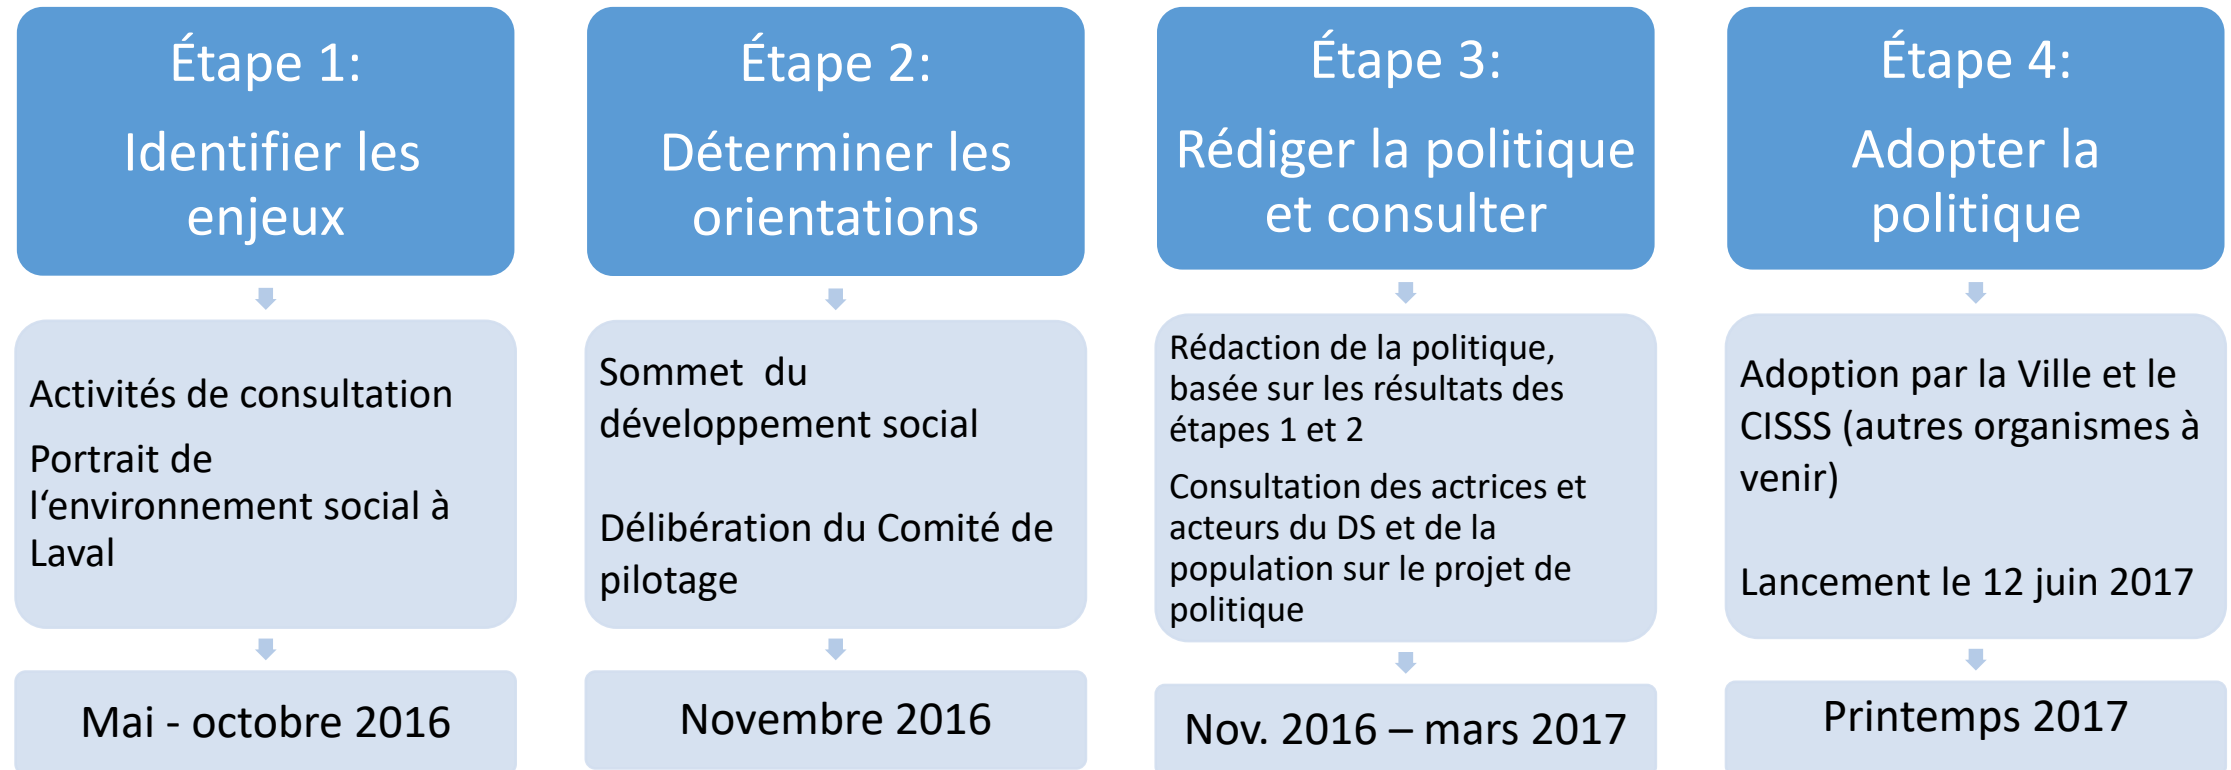 Étape 1:
Identifier les
enjeux
Activités de consultation
Portrait de
l‘environnement social à
Laval
Mai - octobre 2016
Étape 2:
Déterminer les
orientations
Sommet  du
développement social
Délibération du Comité de
pilotage
Novembre 2016
Étape 3:
Rédiger la politique
et consulter
Rédaction de la politique,
basée sur les résultats des
étapes 1 et 2
Consultation des actrices et
acteurs du DS et de la
population sur le projet de
politique
Nov. 2016 – mars 2017
Étape 4:
Adopter la
politique
Adoption par la Ville et le
CISSS (autres organismes à
venir)
Lancement le 12 juin 2017
Printemps 2017